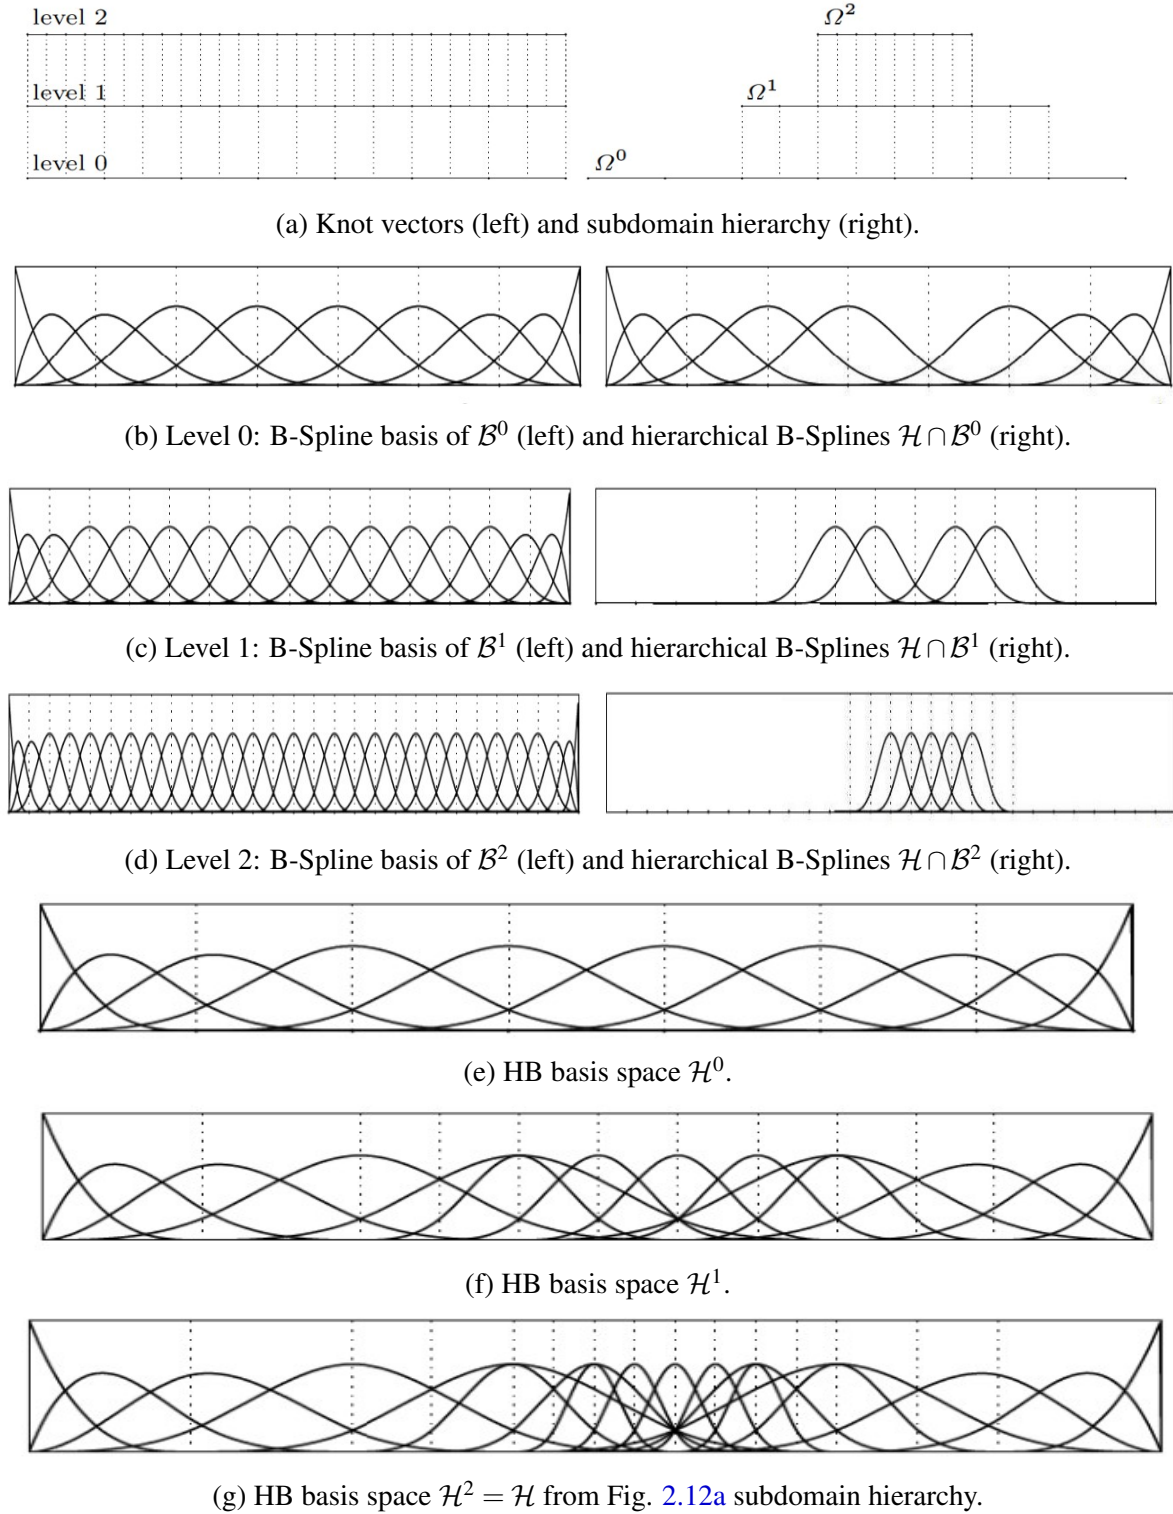 level 2
Ω²
level 1
Ω¹
level 0
Ω⁰
(a) Knot vectors (left) and subdomain hierarchy (right).
(b) Level 0: B-Spline basis of ℬ⁰ (left) and hierarchical B-Splines ℋ ∩ ℬ⁰ (right).
(c) Level 1: B-Spline basis of ℬ¹ (left) and hierarchical B-Splines ℋ ∩ ℬ¹ (right).
(d) Level 2: B-Spline basis of ℬ² (left) and hierarchical B-Splines ℋ ∩ ℬ² (right).
(e) HB basis space ℋ⁰.
(f) HB basis space ℋ¹.
(g) HB basis space ℋ² = ℋ from Fig. 2.12a subdomain hierarchy.